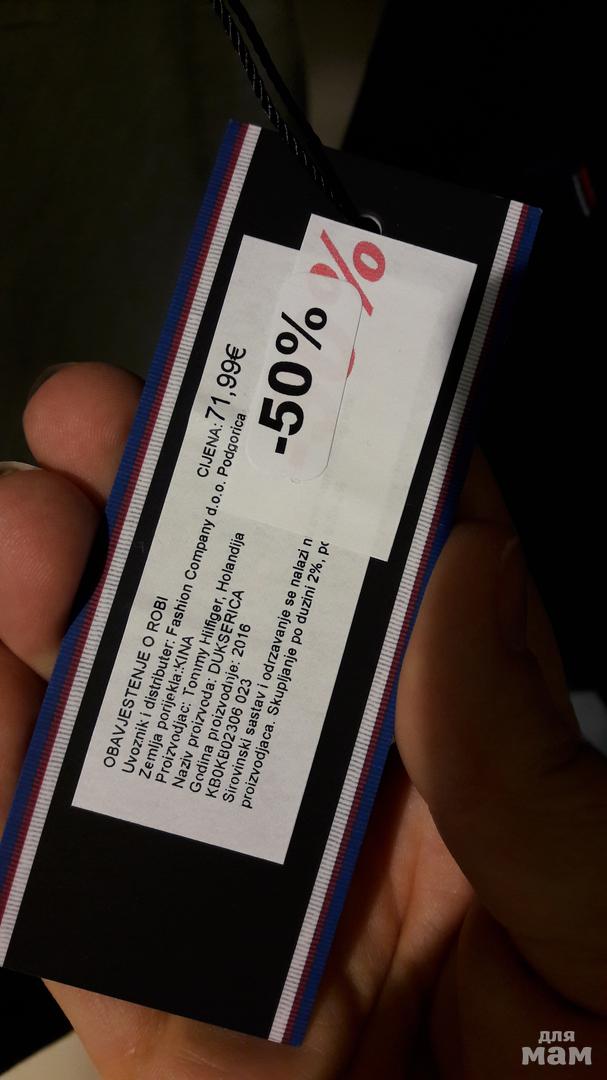 %
-50%
OBAVJESTENJE O ROBI
CIJENA: 71,99€
Uvoznik i distributer: Fashion Company d.o.o. Podgorica
Zemlja porijekla:KINA
Proizvodjac: Tommy Hilfiger, Holandija
Naziv proizvoda: DUKSERICA
Godina proizvodnje: 2016
KB0KB02306 023
Sirovinski sastav i odrzavanje se nalazi n
proizvodjaca. Skupljanje po duzini 2%, po
для
мам